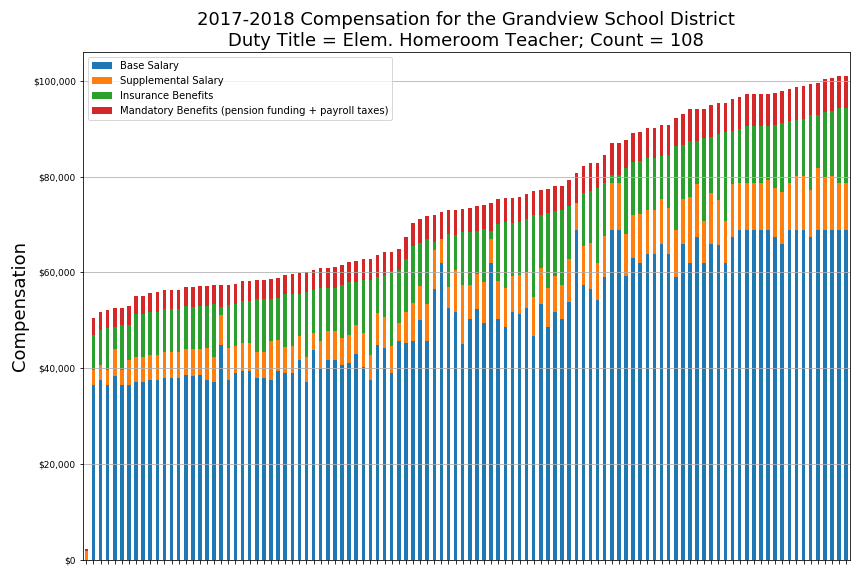 2017-2018 Compensation for the Grandview School District
Duty Title = Elem. Homeroom Teacher; Count = 108
Base Salary
Supplemental Salary
Insurance Benefits
Mandatory Benefits (pension funding + payroll taxes)
$100,000
$80,000
$60,000
$40,000
$20,000
$0
Compensation